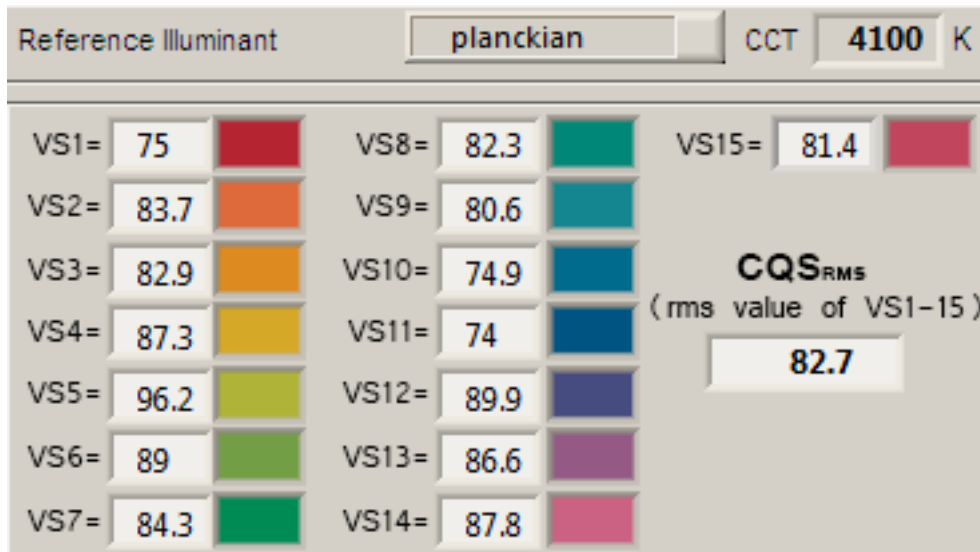 Reference Illuminant planckian CCT 4100 K
VS1= 75 VS8= 82.3 VS15= 81.4
VS2= 83.7 VS9= 80.6
VS3= 82.9 VS10= 74.9 CQSRMS
VS4= 87.3 VS11= 74 (rms value of VS1-15)
VS5= 96.2 VS12= 89.9 82.7
VS6= 89 VS13= 86.6
VS7= 84.3 VS14= 87.8